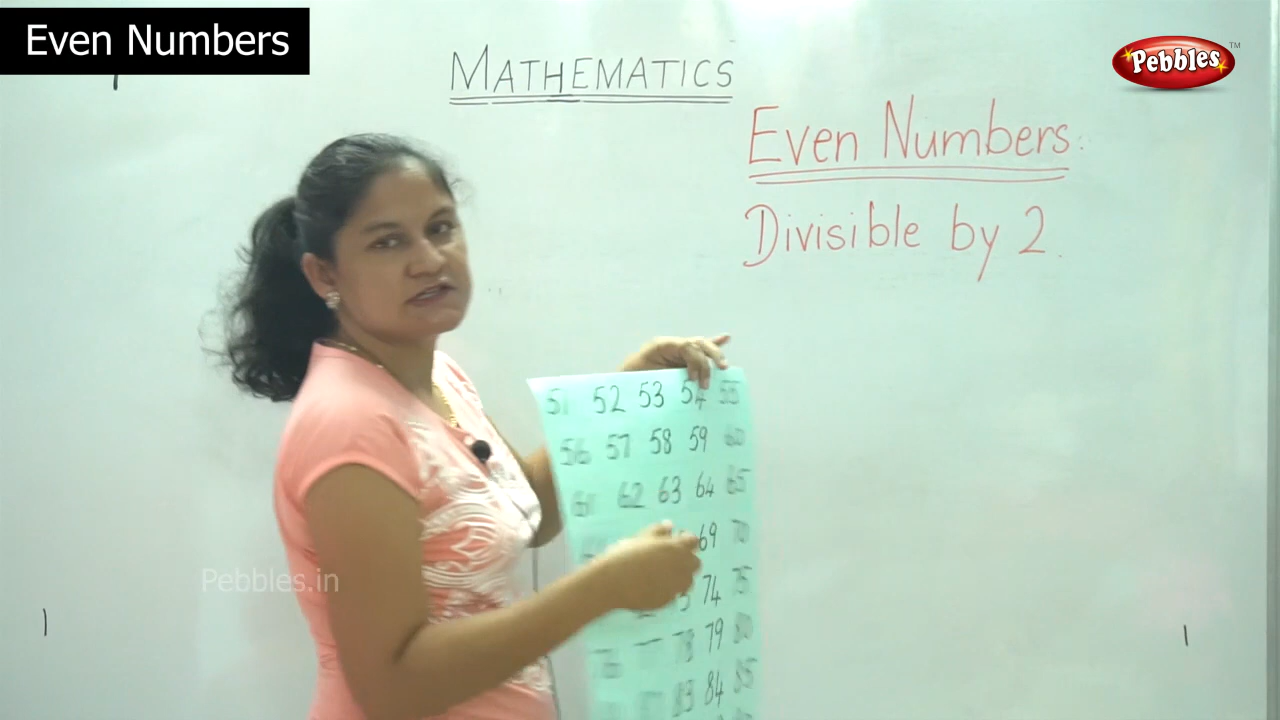 Even Numbers
Pebbles™
MATHEMATICS
Even Numbers
Divisible by 2
51 52 53 54 55
56 57 58 59 60
61 62 63 64 65
69 70
74 75
78 79 80
83 84 85
Pebbles.in